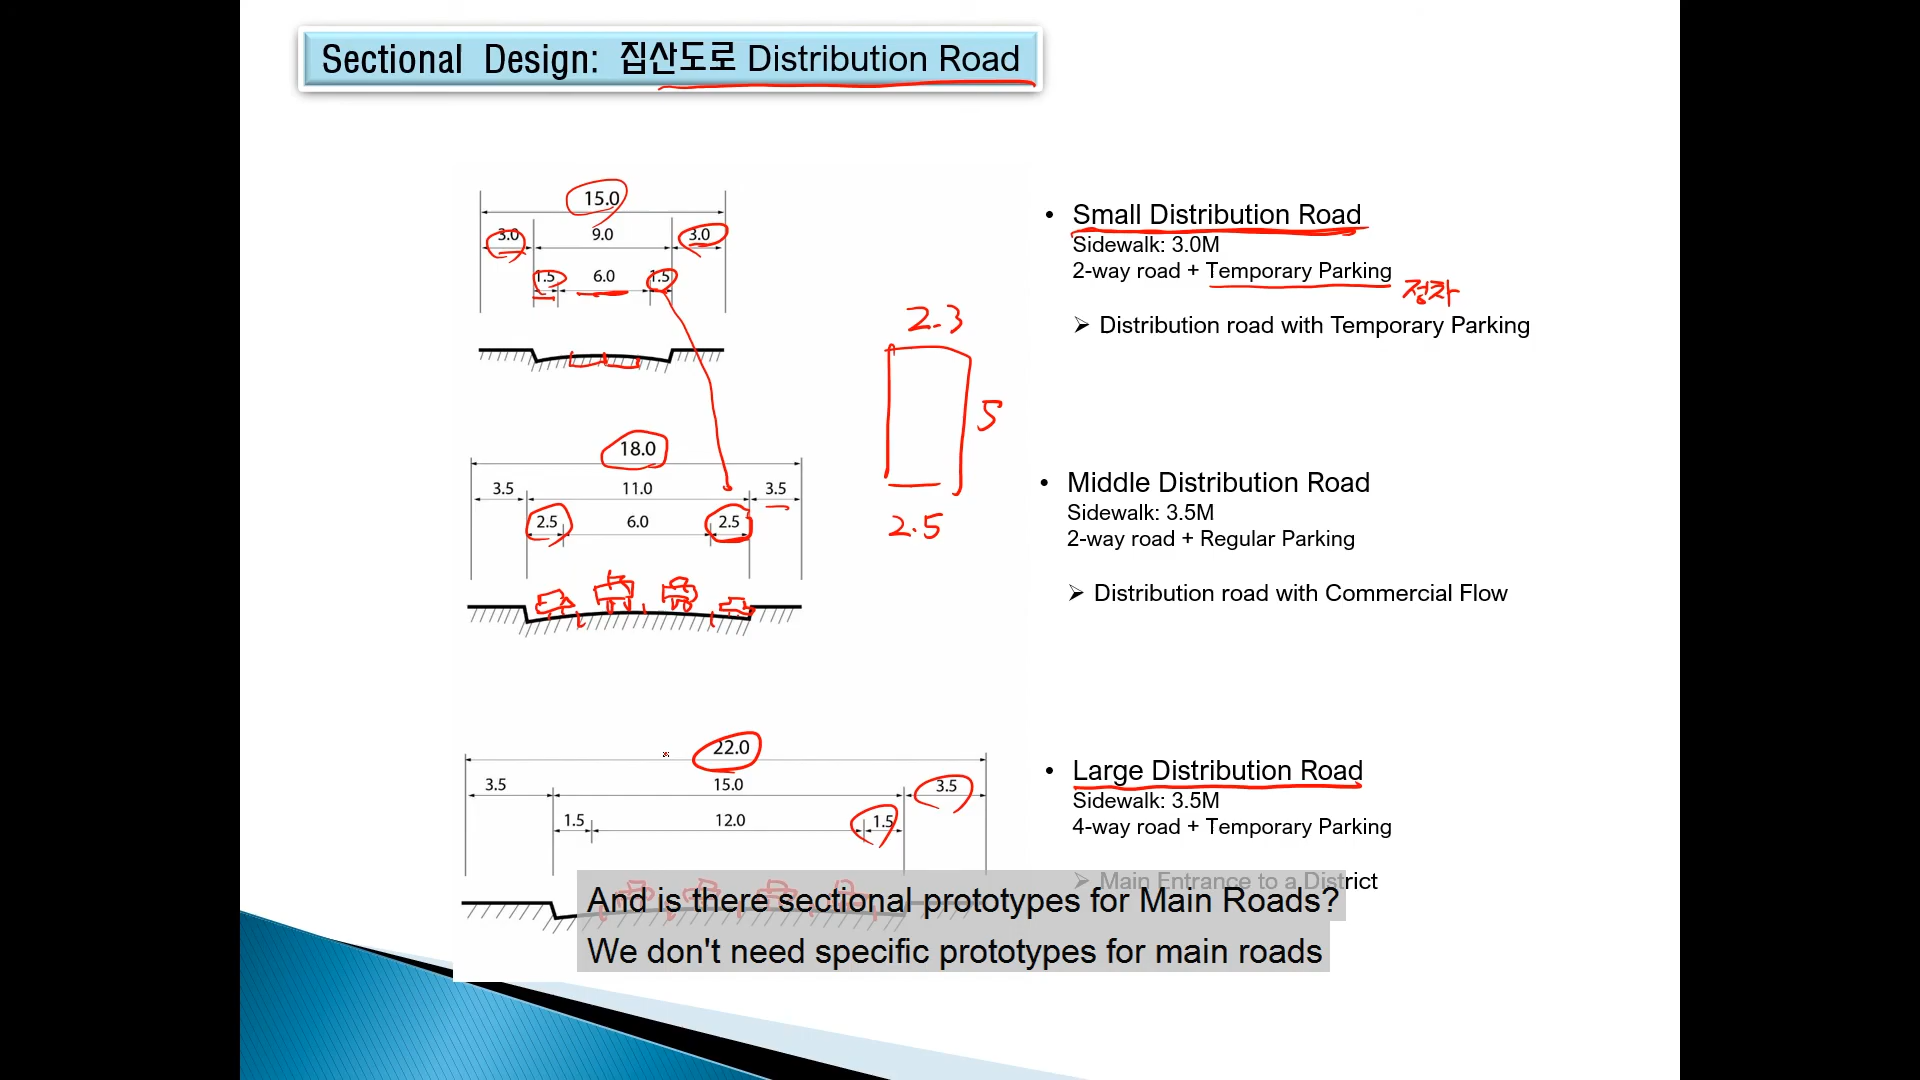 Sectional Design: 집산도로 Distribution Road
15.0
3.0 9.0 3.0
1.5 6.0 1.5
• Small Distribution Road
Sidewalk: 3.0M
2-way road + Temporary Parking
정차
➢ Distribution road with Temporary Parking
2.3
5
2.5
18.0
3.5 11.0 3.5
2.5 6.0 2.5
• Middle Distribution Road
Sidewalk: 3.5M
2-way road + Regular Parking
➢ Distribution road with Commercial Flow
22.0
3.5 15.0 3.5
1.5 12.0 1.5
• Large Distribution Road
Sidewalk: 3.5M
4-way road + Temporary Parking
➢ Main Entrance to a District
And is there sectional prototypes for Main Roads?
We don't need specific prototypes for main roads